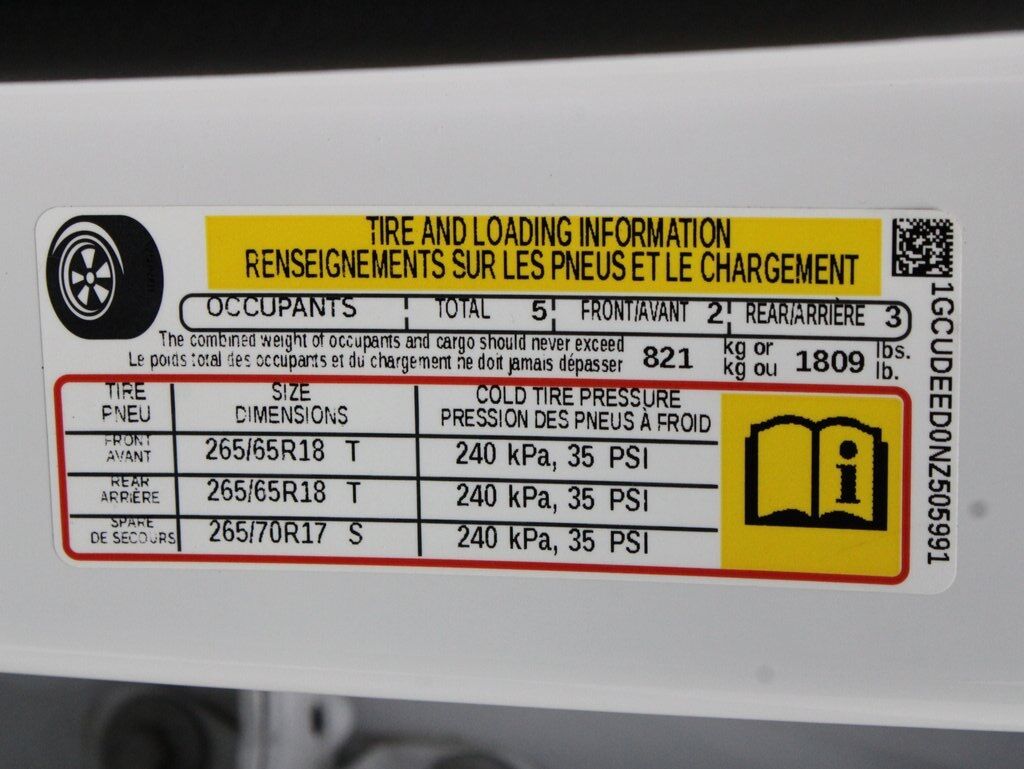 TIRE AND LOADING INFORMATION
RENSEIGNEMENTS SUR LES PNEUS ET LE CHARGEMENT
OCCUPANTS TOTAL 5 FRONT/AVANT 2 REAR/ARRIÈRE 3
The combined weight of occupants and cargo should never exceed 821 kg or 1809 lbs.
Le poids total des occupants et du chargement ne doit jamais dépasser kg ou lb.
TIRE SIZE COLD TIRE PRESSURE
PNEU DIMENSIONS PRESSION DES PNEUS À FROID
FRONT
AVANT 265/65R18 T 240 kPa, 35 PSI
REAR
ARRIÈRE 265/65R18 T 240 kPa, 35 PSI
SPARE
DE SECOURS 265/70R17 S 240 kPa, 35 PSI
i
1GCUDEED0NZ505991